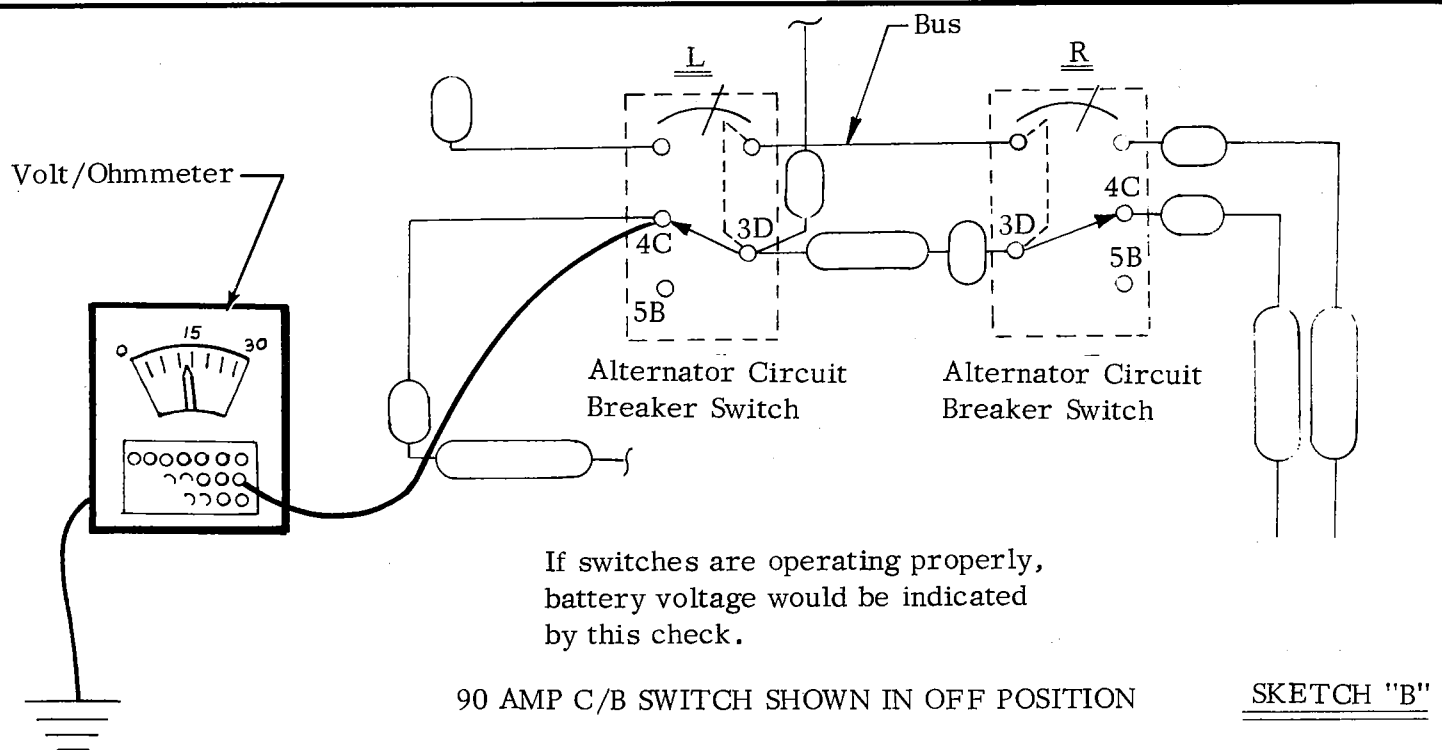 Bus
L
R
Volt/Ohmmeter
4C
3D
5B
3D
4C
5B
0 15 30
Alternator Circuit
Breaker Switch
Alternator Circuit
Breaker Switch
If switches are operating properly,
battery voltage would be indicated
by this check.
90 AMP C/B SWITCH SHOWN IN OFF POSITION
SKETCH "B"